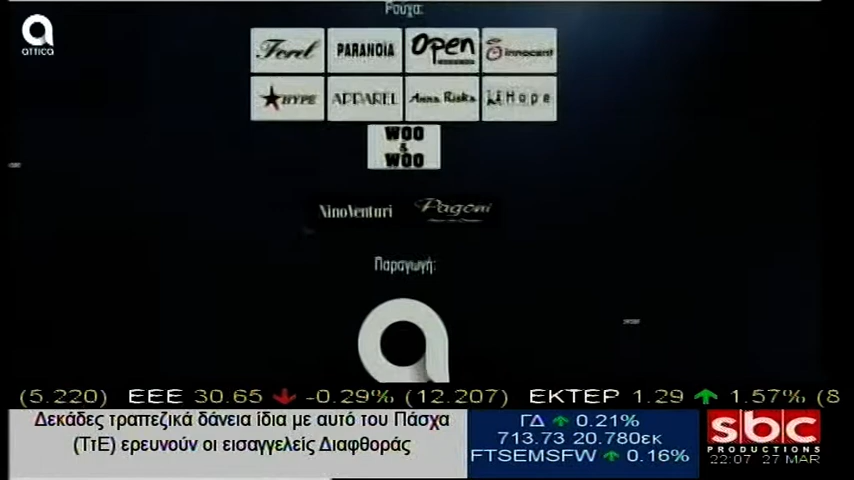 Ρούχα:
attica
Forel
PARANOIA
Open
innocent
HYPE
APPAREL
Anna Riska
Hope
WOO
&
WOO
NinoVenturi
Pagoni
Παραγωγή:
(5.220) ΕΕΕ 30.65 -0.29% (12.207) ΕΚΤΕΡ 1.29 1.57% (8
Δεκάδες τραπεζικά δάνεια ίδια με αυτό του Πάσχα
(ΤτΕ) ερευνούν οι εισαγγελείς Διαφθοράς
ΓΔ 0.21%
713.73 20.780εκ
FTSEMSFW 0.16%
sbc
PRODUCTIONS
22:07 27 MAR